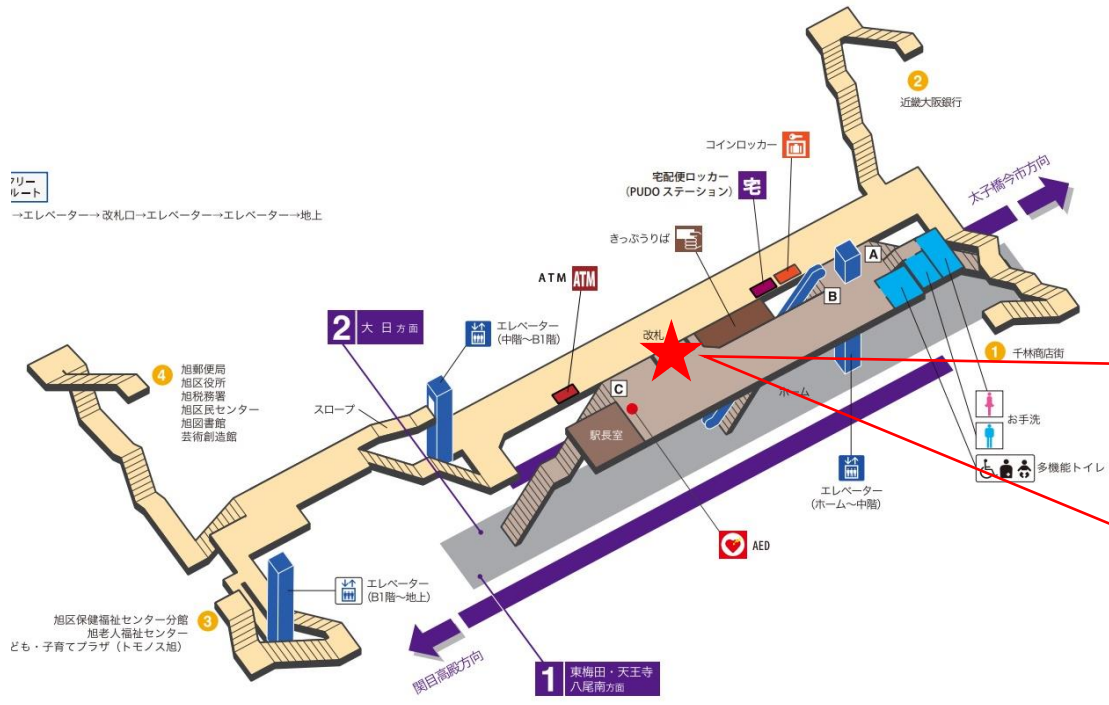 2
近畿大阪銀行
コインロッカー
宅配便ロッカー
(PUDO ステーション)
宅
太子橋今市方向
ルート
→エレベーター→改札口→エレベーター→エレベーター→地上
きっぷうりば
A
ATM ATM
B
2 大日方面
エレベーター
(中階〜B1階)
改札
1
千林商店街
4
旭郵便局
旭区役所
旭税務署
旭区民センター
旭図書館
芸術創造館
スロープ
C
ホーム
駅長室
お手洗
多機能トイレ
エレベーター
(ホーム〜中階)
AED
エレベーター
(B1階〜地上)
3
旭区保健福祉センター分館
旭老人福祉センター
ども・子育てプラザ(トモノス旭)
関目高殿方向
1 東梅田・天王寺
八尾南方面